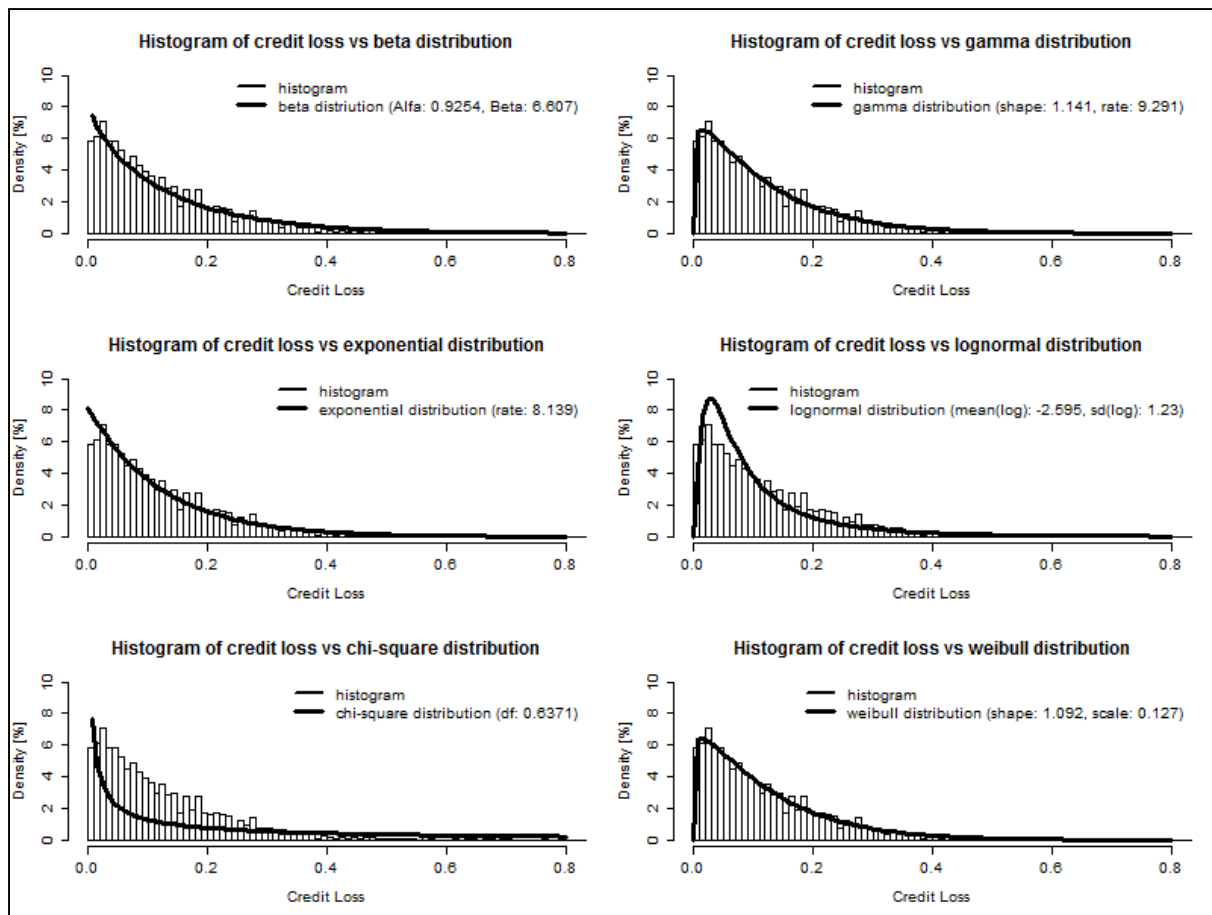 Histogram of credit loss vs beta distribution
histogram
beta distriution (Alfa: 0.9254, Beta: 6.607)
Density [%]
0 2 4 6 8 10
0.0 0.2 0.4 0.6 0.8
Credit Loss
Histogram of credit loss vs gamma distribution
histogram
gamma distribution (shape: 1.141, rate: 9.291)
Density [%]
0 2 4 6 8 10
0.0 0.2 0.4 0.6 0.8
Credit Loss
Histogram of credit loss vs exponential distribution
histogram
exponential distribution (rate: 8.139)
Density [%]
0 2 4 6 8 10
0.0 0.2 0.4 0.6 0.8
Credit Loss
Histogram of credit loss vs lognormal distribution
histogram
lognormal distribution (mean(log): -2.595, sd(log): 1.23)
Density [%]
0 2 4 6 8 10
0.0 0.2 0.4 0.6 0.8
Credit Loss
Histogram of credit loss vs chi-square distribution
histogram
chi-square distribution (df: 0.6371)
Density [%]
0 2 4 6 8 10
0.0 0.2 0.4 0.6 0.8
Credit Loss
Histogram of credit loss vs weibull distribution
histogram
weibull distribution (shape: 1.092, scale: 0.127)
Density [%]
0 2 4 6 8 10
0.0 0.2 0.4 0.6 0.8
Credit Loss